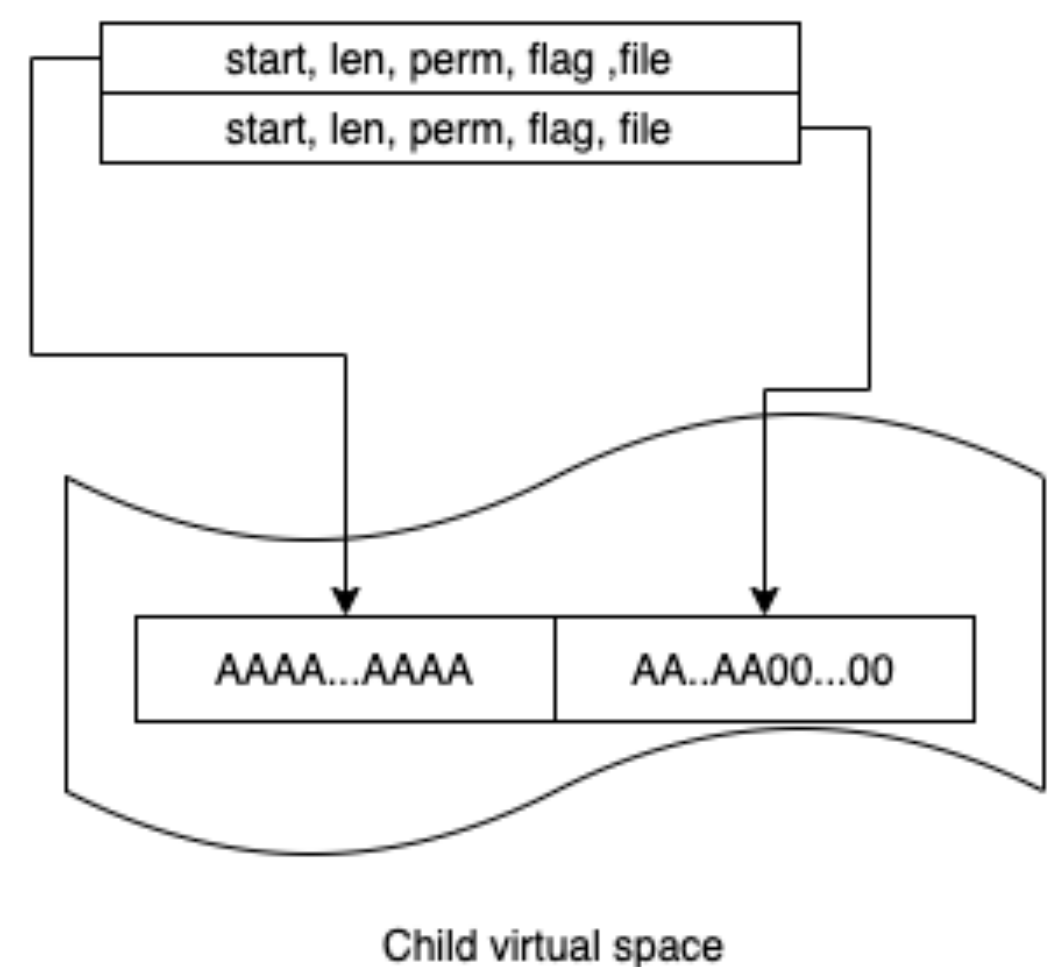 start, len, perm, flag ,file
start, len, perm, flag, file
AAAA...AAAA AA..AA00...00
Child virtual space